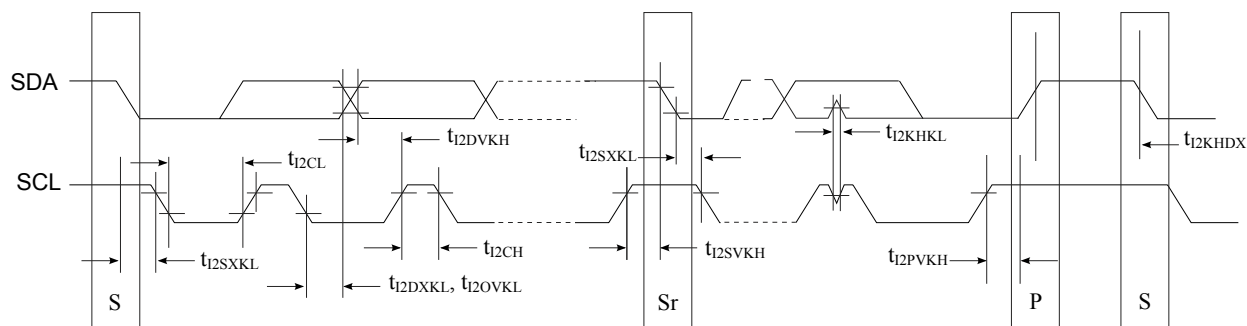 SDA
SCL
tI2DVKH
tI2CL
tI2SXKL
tI2KHKL
tI2KHDX
tI2SXKL
tI2CH
tI2SVKH
tI2PVKH
tI2DXKL, tI2OVKL
S
Sr
P
S